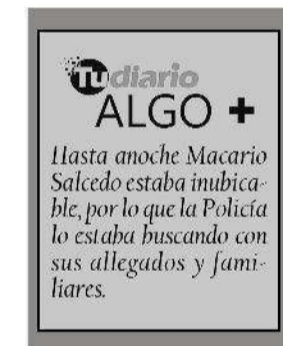 Tudiario
ALGO +
Hasta anoche Macario
Salcedo estaba inubica-
ble, por lo que la Policía
lo estaba buscando con
sus allegados y fami-
liares.